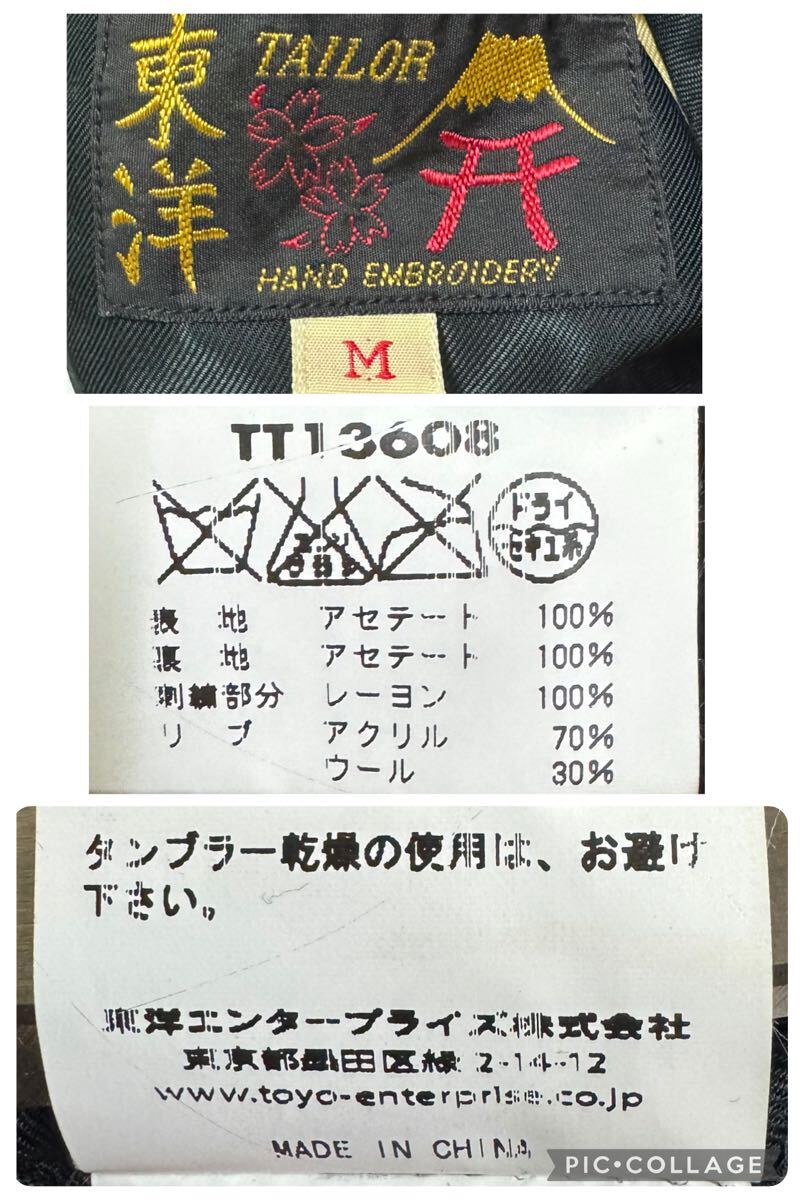 東洋
TAILOR
HAND EMBROIDERY
M
TT13608
ドライ
セキユ系
表 地 アセテート 100%
裏 地 アセテート 100%
刺繍部分 レーヨン 100%
リ ブ アクリル 70%
ウール 30%
タンブラー乾燥の使用は、お避け
下さい。
東洋エンタープライズ株式会社
東京都墨田区緑 2-14-12
www.toyo-enterprise.co.jp
MADE IN CHINA
PIC•COLLAGE